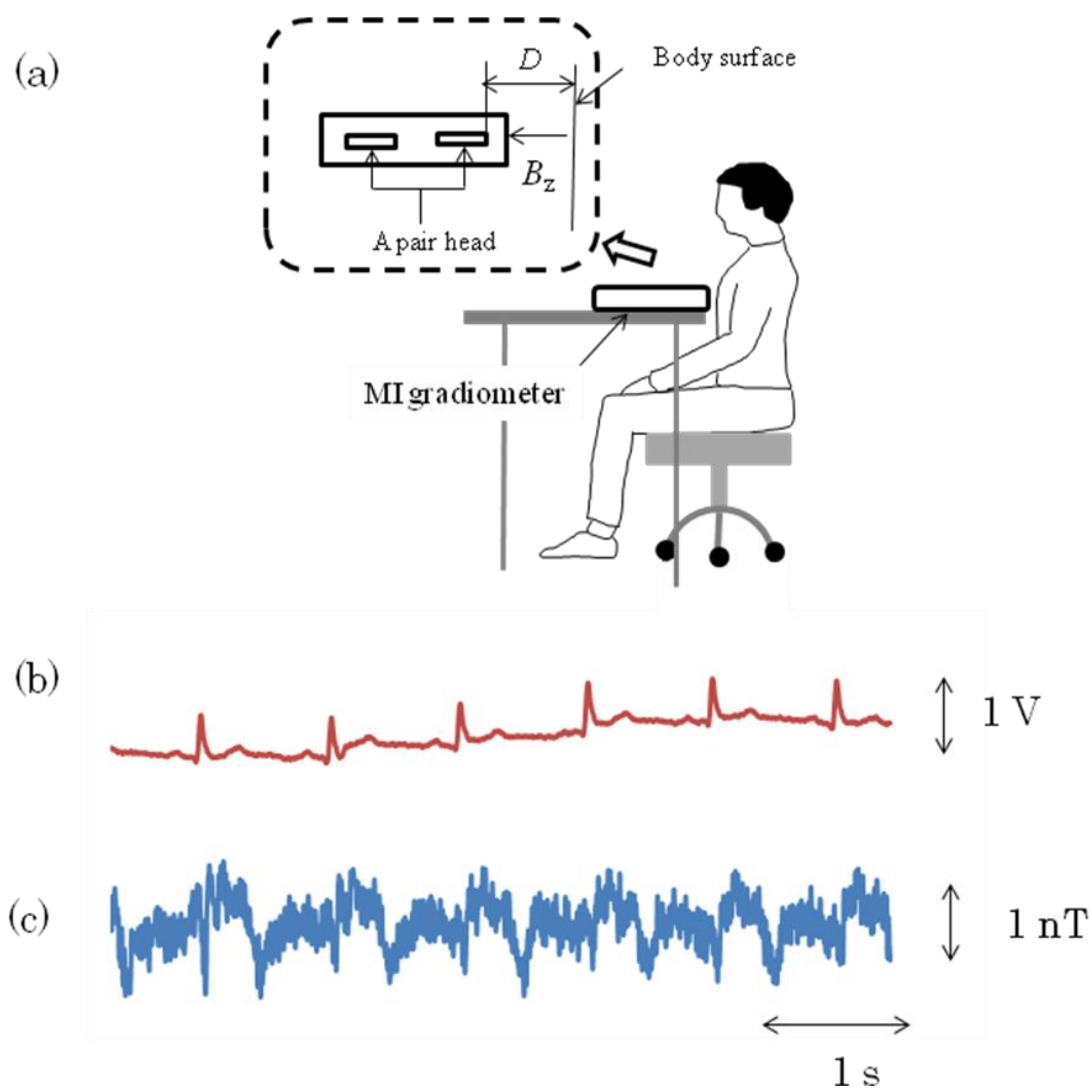 (a)
D
Body surface
B_z
A pair head
MI gradiometer
(b)
1 V
(c)
1 nT
1 s